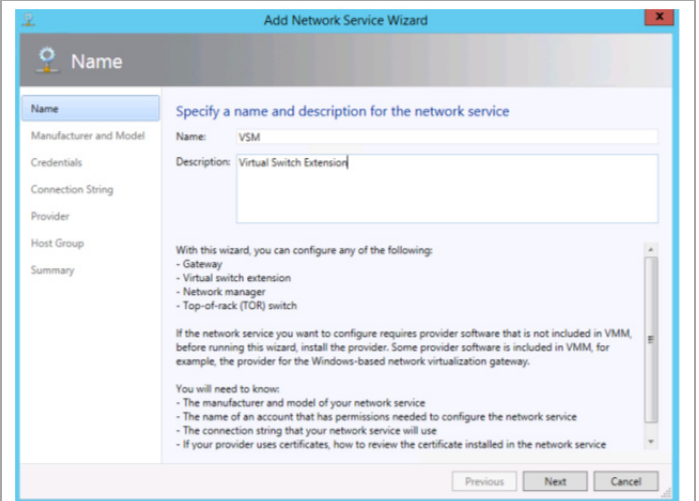 Add Network Service Wizard
x
Name
Name
Manufacturer and Model
Credentials
Connection String
Provider
Host Group
Summary
Specify a name and description for the network service
Name: VSM
Description: Virtual Switch Extension
With this wizard, you can configure any of the following:
- Gateway
- Virtual switch extension
- Network manager
- Top-of-rack (TOR) switch
If the network service you want to configure requires provider software that is not included in VMM,
before running this wizard, install the provider. Some provider software is included in VMM, for
example, the provider for the Windows-based network virtualization gateway.
You will need to know:
- The manufacturer and model of your network service
- The name of an account that has permissions needed to configure the network service
- The connection string that your network service will use
- If your provider uses certificates, how to review the certificate installed in the network service
Previous Next Cancel